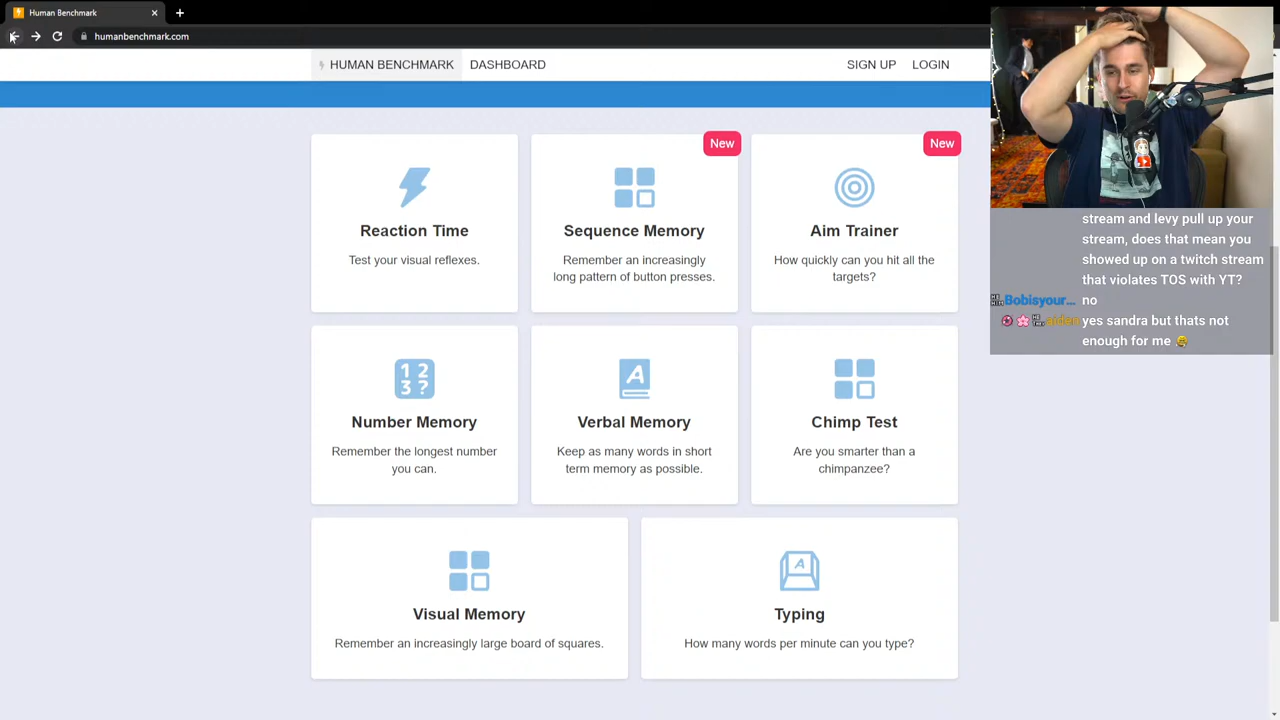 Human Benchmark
humanbenchmark.com
HUMAN BENCHMARK DASHBOARD SIGN UP LOGIN
New
New
Reaction Time
Test your visual reflexes.
Sequence Memory
Remember an increasingly
long pattern of button presses.
Aim Trainer
How quickly can you hit all the
targets?
1 2
3 ?
Number Memory
Remember the longest number
you can.
A
Verbal Memory
Keep as many words in short
term memory as possible.
Chimp Test
Are you smarter than a
chimpanzee?
Visual Memory
Remember an increasingly large board of squares.
A
Typing
How many words per minute can you type?
stream and levy pull up your
stream, does that mean you
showed up on a twitch stream
that violates TOS with YT?
Bobisyour... no
yes sandra but thats not
enough for me